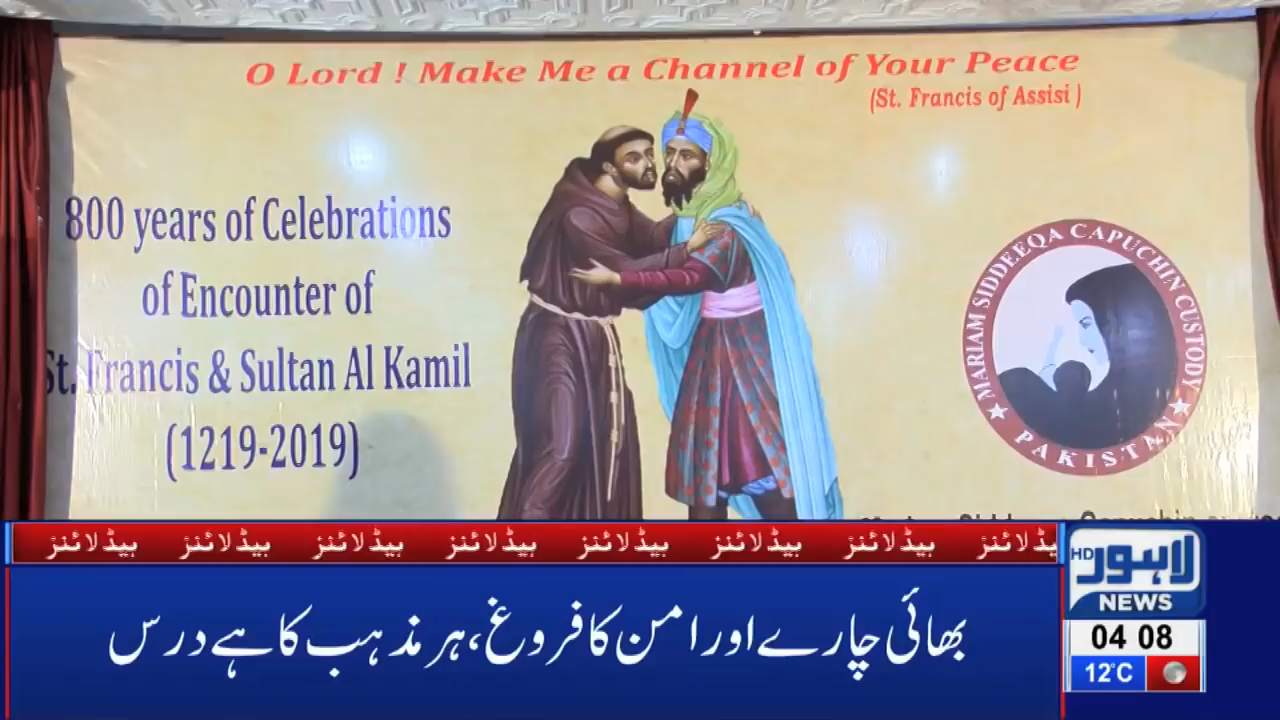 O Lord ! Make Me a Channel of Your Peace
(St. Francis of Assisi )
800 years of Celebrations
of Encounter of
St. Francis & Sultan Al Kamil
(1219-2019)
MARIAM SIDDEEQA CAPUCHIN CUSTODY
PAKISTAN
ہیڈلائنز ہیڈلائنز ہیڈلائنز ہیڈلائنز ہیڈلائنز ہیڈلائنز ہیڈلائنز ہیڈلائنز
بھائی چارے اور امن کا فروغ، ہر مذہب کا ہے درس
HD لاہور
NEWS
04 08
12°C